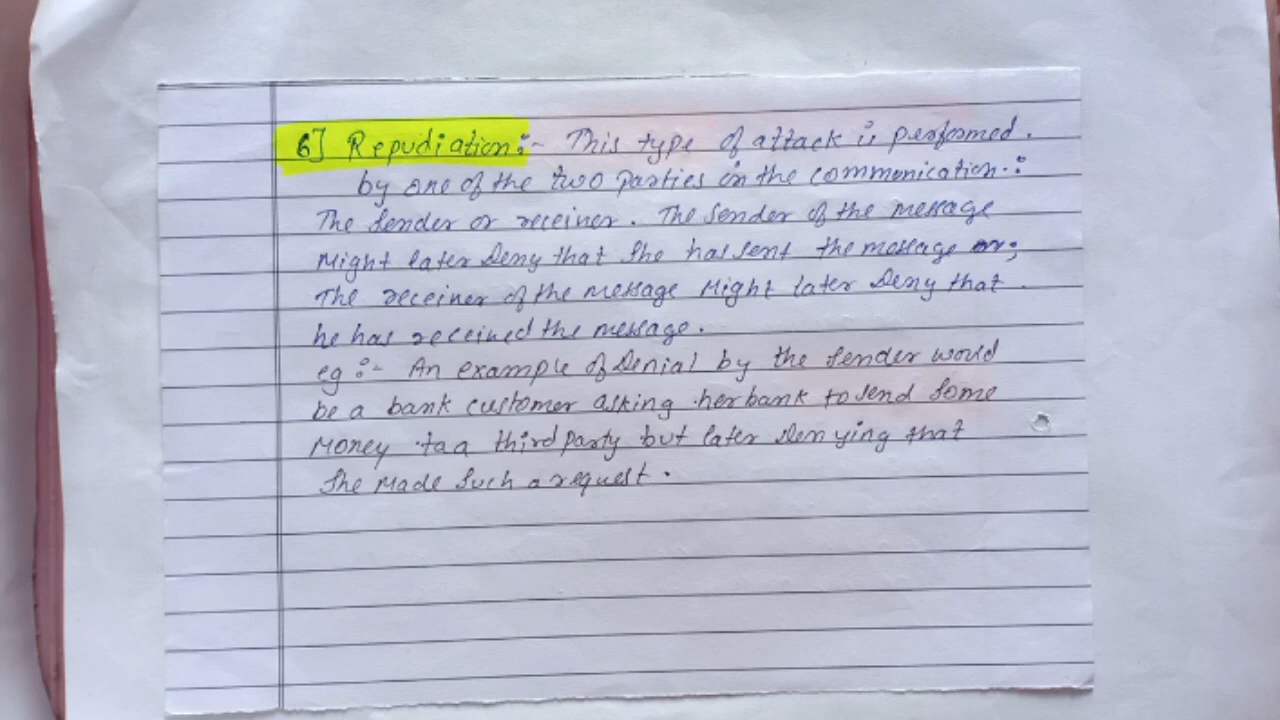 6] Repudiation:- This type of attack is performed.
by one of the two parties in the communication.:
The sender or receiver. The sender of the message
Might later Deny that she has sent the message or;
The receiver of the message Might later Deny that.
he has received the message.
eg:- An example of Denial by the sender would
be a bank customer asking her bank to send some
Money to a third party but later Denying that
she Made such a request.